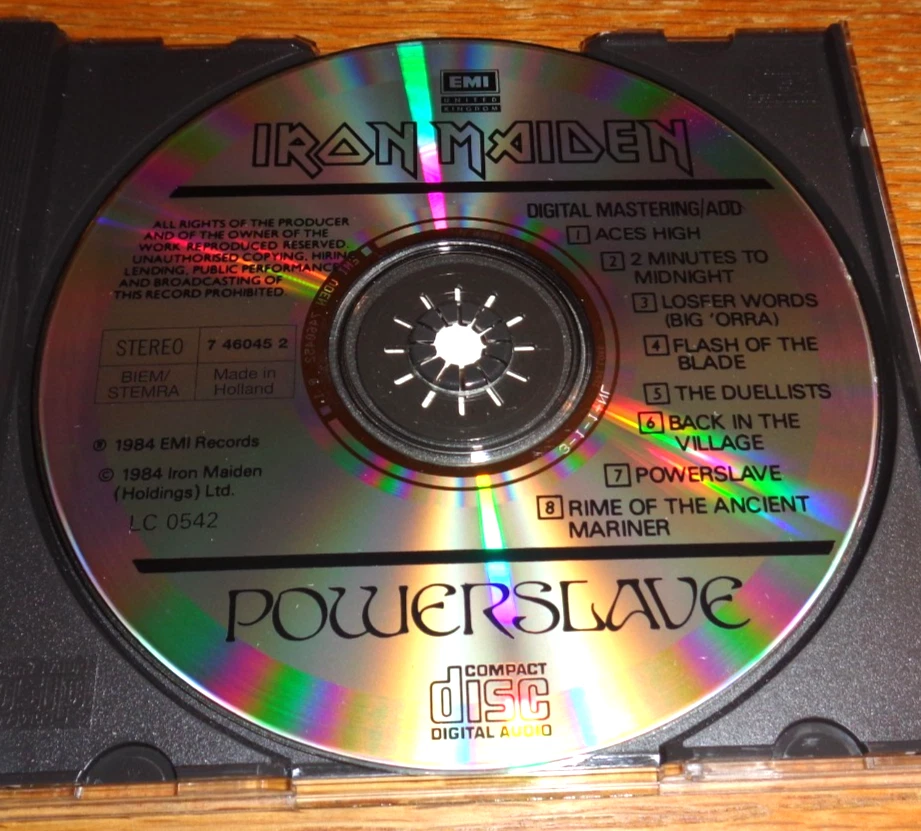 EMI
UNITED
KINGDOM
IRON MAIDEN
ALL RIGHTS OF THE PRODUCER
AND OF THE OWNER OF THE
WORK REPRODUCED RESERVED.
UNAUTHORISED COPYING, HIRING
LENDING, PUBLIC PERFORMANCE
AND BROADCASTING OF
THIS RECORD PROHIBITED.
STEREO
7 46045 2
BIEM/
STEMRA
Made in
Holland
℗ 1984 EMI Records
© 1984 Iron Maiden
(Holdings) Ltd.
LC 0542
DIGITAL MASTERING/ADD
1 ACES HIGH
2 2 MINUTES TO
MIDNIGHT
3 LOSFER WORDS
(BIG 'ORRA)
4 FLASH OF THE
BLADE
5 THE DUELLISTS
6 BACK IN THE
VILLAGE
7 POWERSLAVE
8 RIME OF THE ANCIENT
MARINER
POWERSLAVE
COMPACT
disc
DIGITAL AUDIO